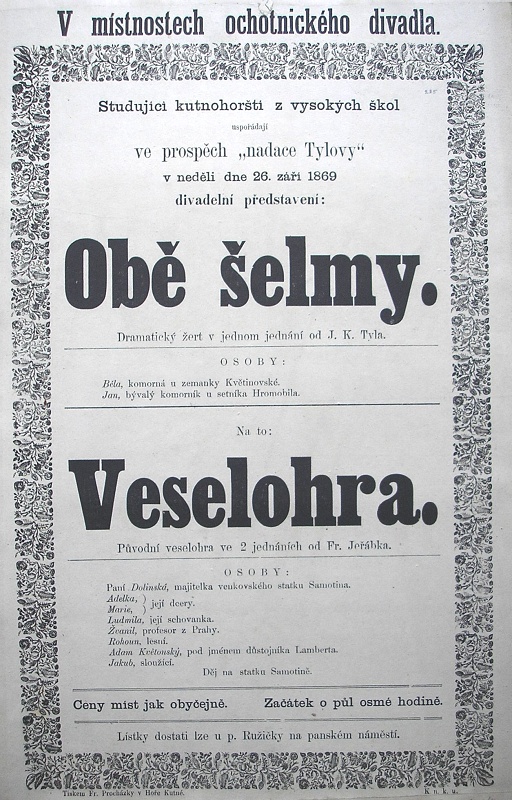 V místnostech ochotnického divadla.
Studující kutnohorští z vysokých škol
uspořádají
ve prospěch „nadace Tylovy“
v neděli dne 26. září 1869
divadelní představení:
Obě šelmy.
Dramatický žert v jednom jednání od J. K. Tyla.
OSOBY:
Běla, komorná u zemanky Květinovské.
Jan, bývalý komorník u setníka Hromobila.
Na to:
Veselohra.
Původní veselohra ve 2 jednáních od Fr. Jeřábka.
OSOBY:
Paní Dolinská, majitelka venkovského statku Samotína.
Adelka, }
Marie, } její dcery.
Ludmila, její schovanka.
Žvanil, profesor z Prahy.
Rohoun, lesní.
Adam Květonský, pod jménem důstojníka Lamberta.
Jakub, sloužící.
Děj na statku Samotíně.
Ceny míst jak obyčejně. Začátek o půl osmé hodině.
Lístky dostati lze u p. Ružičky na panském náměstí.
Tiskem Fr. Procházky v Hoře Kutné.